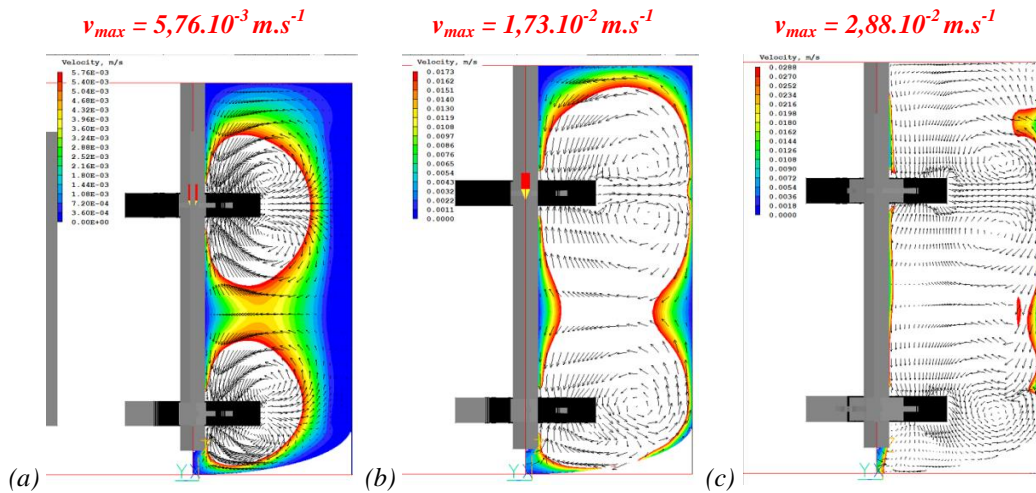 v_max = 5,76.10^-3 m.s^-1
v_max = 1,73.10^-2 m.s^-1
v_max = 2,88.10^-2 m.s^-1
Velocity, m/s
5.76E-03
5.40E-03
5.04E-03
4.68E-03
4.32E-03
3.96E-03
3.60E-03
3.24E-03
2.88E-03
2.52E-03
2.16E-03
1.80E-03
1.44E-03
1.08E-03
7.20E-04
3.60E-04
0.00E+00
Velocity, m/s
0.0173
0.0162
0.0151
0.0140
0.0130
0.0119
0.0108
0.0097
0.0086
0.0076
0.0065
0.0054
0.0043
0.0032
0.0022
0.0011
0.0000
Velocity, m/s
0.0288
0.0270
0.0252
0.0234
0.0216
0.0198
0.0180
0.0162
0.0144
0.0126
0.0108
0.0090
0.0072
0.0054
0.0036
0.0018
0.0000
Y X
Y X
Y X
(a)
(b)
(c)